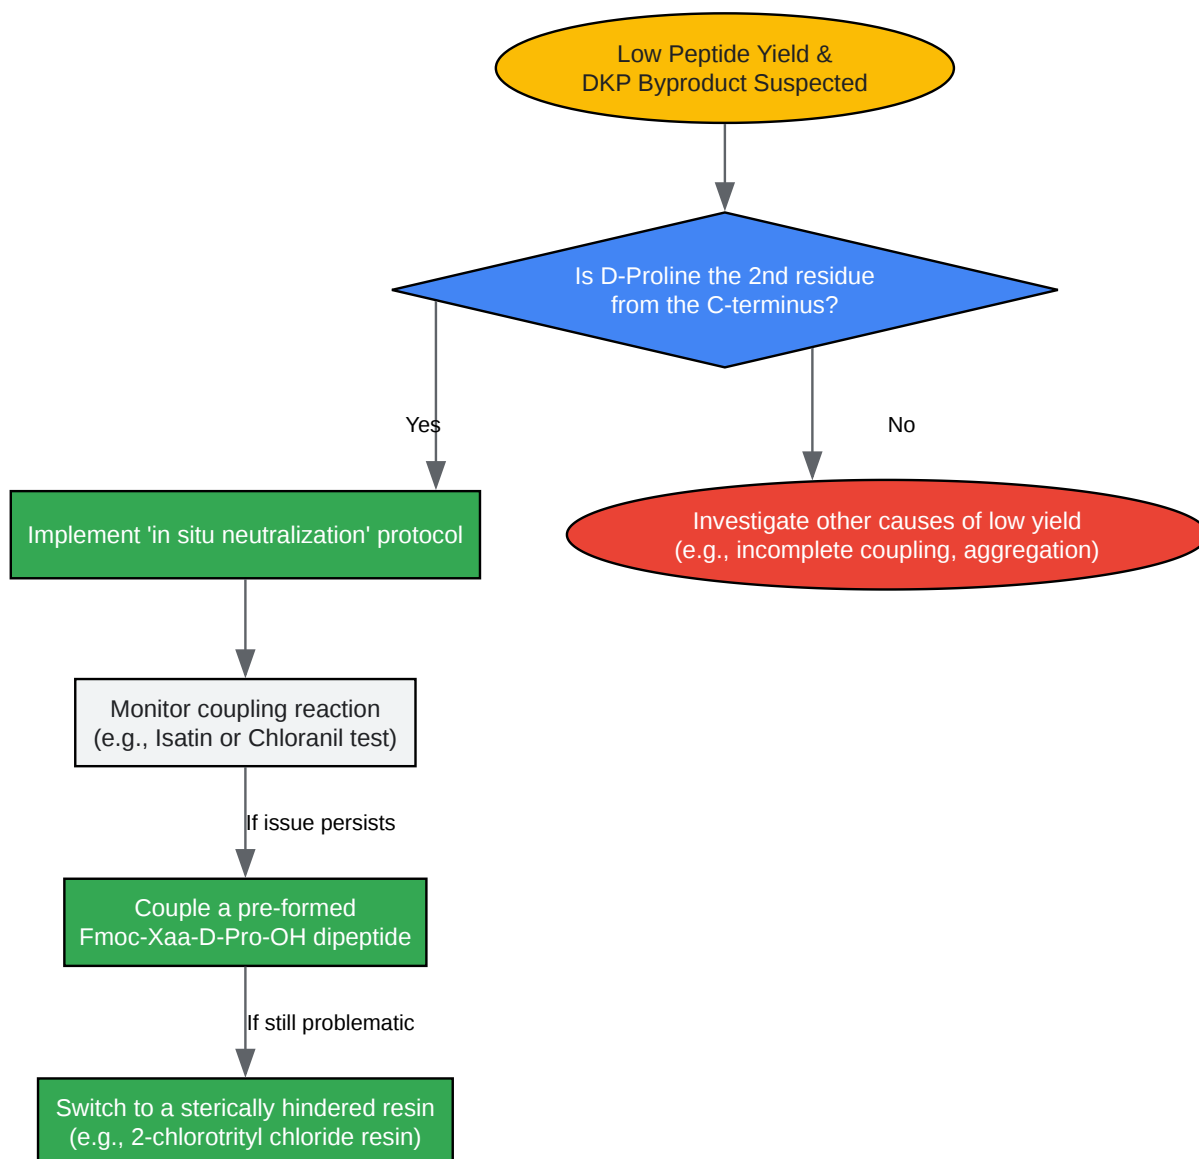 Low Peptide Yield &
DKP Byproduct Suspected
Is D-Proline the 2nd residue
from the C-terminus?
Yes
No
Implement 'in situ neutralization' protocol
Investigate other causes of low yield
(e.g., incomplete coupling, aggregation)
Monitor coupling reaction
(e.g., Isatin or Chloranil test)
If issue persists
Couple a pre-formed
Fmoc-Xaa-D-Pro-OH dipeptide
If still problematic
Switch to a sterically hindered resin
(e.g., 2-chlorotrityl chloride resin)